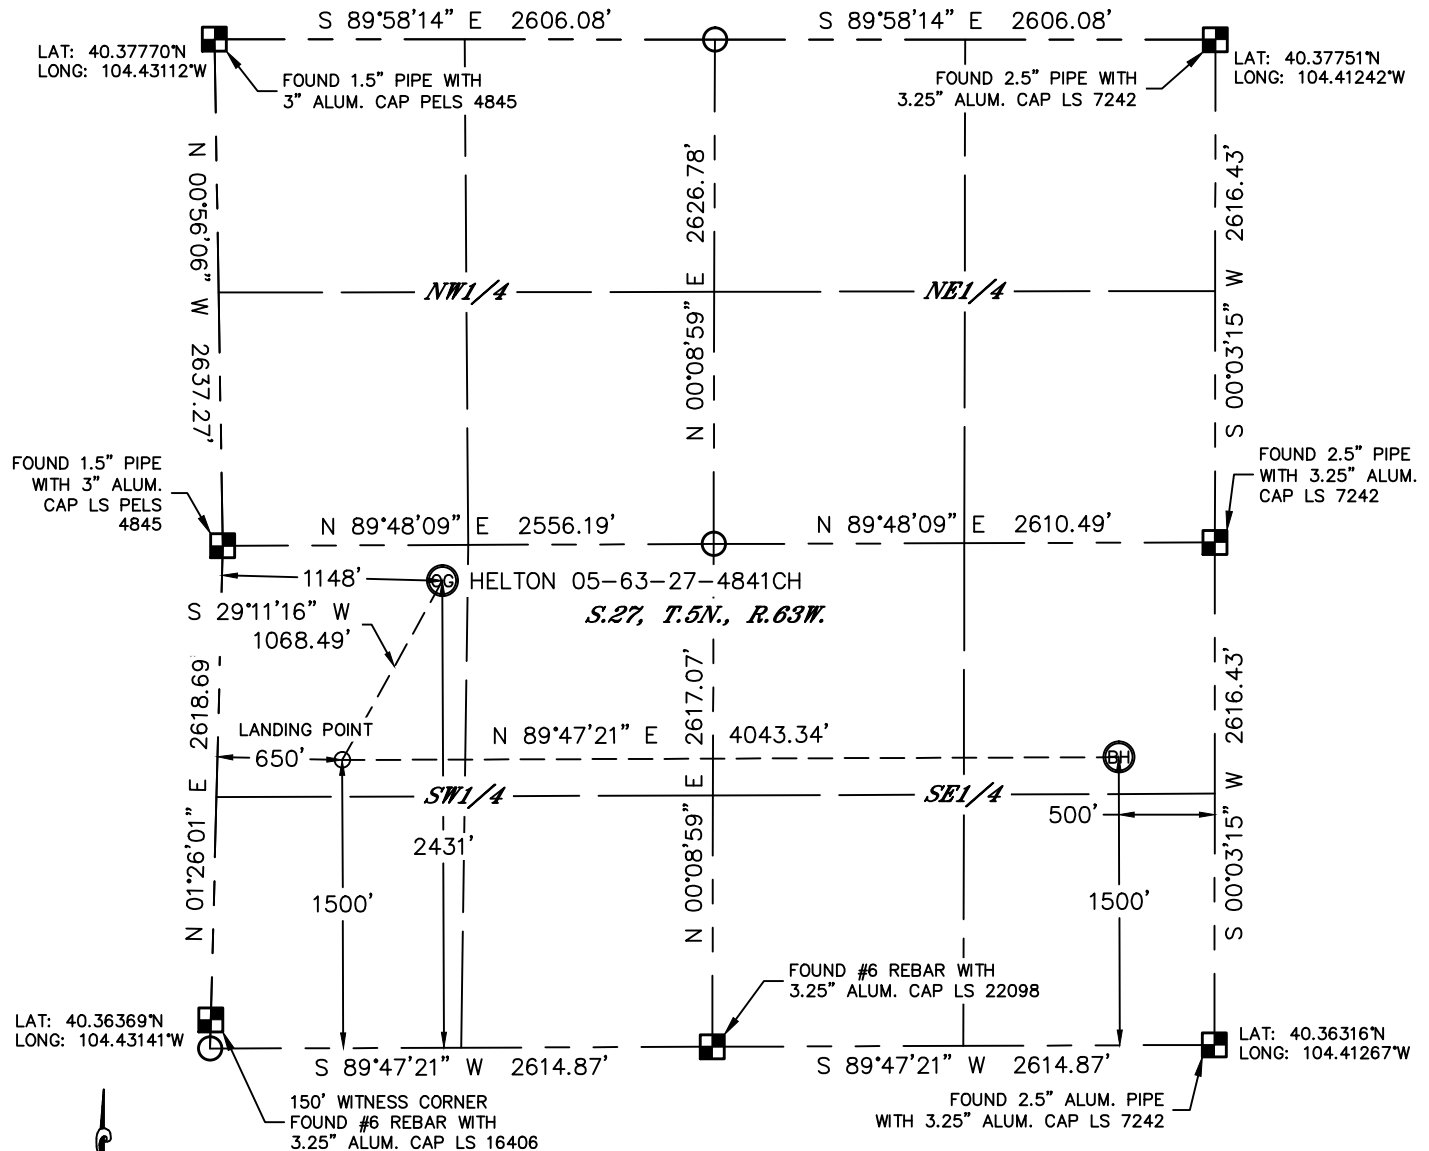 S 89°58'14" E 2606.08'
S 89°58'14" E 2606.08'
LAT: 40.37770°N
LONG: 104.43112°W
LAT: 40.37751°N
LONG: 104.41242°W
FOUND 1.5" PIPE WITH
3" ALUM. CAP PELS 4845
FOUND 2.5" PIPE WITH
3.25" ALUM. CAP LS 7242
N 00°56'06" W 2637.27'
N 00°08'59" E 2626.78'
S 00°03'15" W 2616.43'
NW1/4
NE1/4
FOUND 1.5" PIPE
WITH 3" ALUM.
CAP LS PELS
4845
FOUND 2.5" PIPE
WITH 3.25" ALUM.
CAP LS 7242
N 89°48'09" E 2556.19'
N 89°48'09" E 2610.49'
1148'
OG
HELTON 05-63-27-4841CH
S.27, T.5N., R.63W.
S 29°11'16" W
1068.49'
N 01°26'01" E 2618.69'
N 00°08'59" E 2617.07'
S 00°03'15" W 2616.43'
LANDING POINT
650'
N 89°47'21" E 4043.34'
BH
SW1/4
SE1/4
500'
2431'
1500'
1500'
FOUND #6 REBAR WITH
3.25" ALUM. CAP LS 22098
LAT: 40.36369°N
LONG: 104.43141°W
LAT: 40.36316°N
LONG: 104.41267°W
S 89°47'21" W 2614.87'
S 89°47'21" W 2614.87'
150' WITNESS CORNER
FOUND #6 REBAR WITH
3.25" ALUM. CAP LS 16406
FOUND 2.5" ALUM. PIPE
WITH 3.25" ALUM. CAP LS 7242